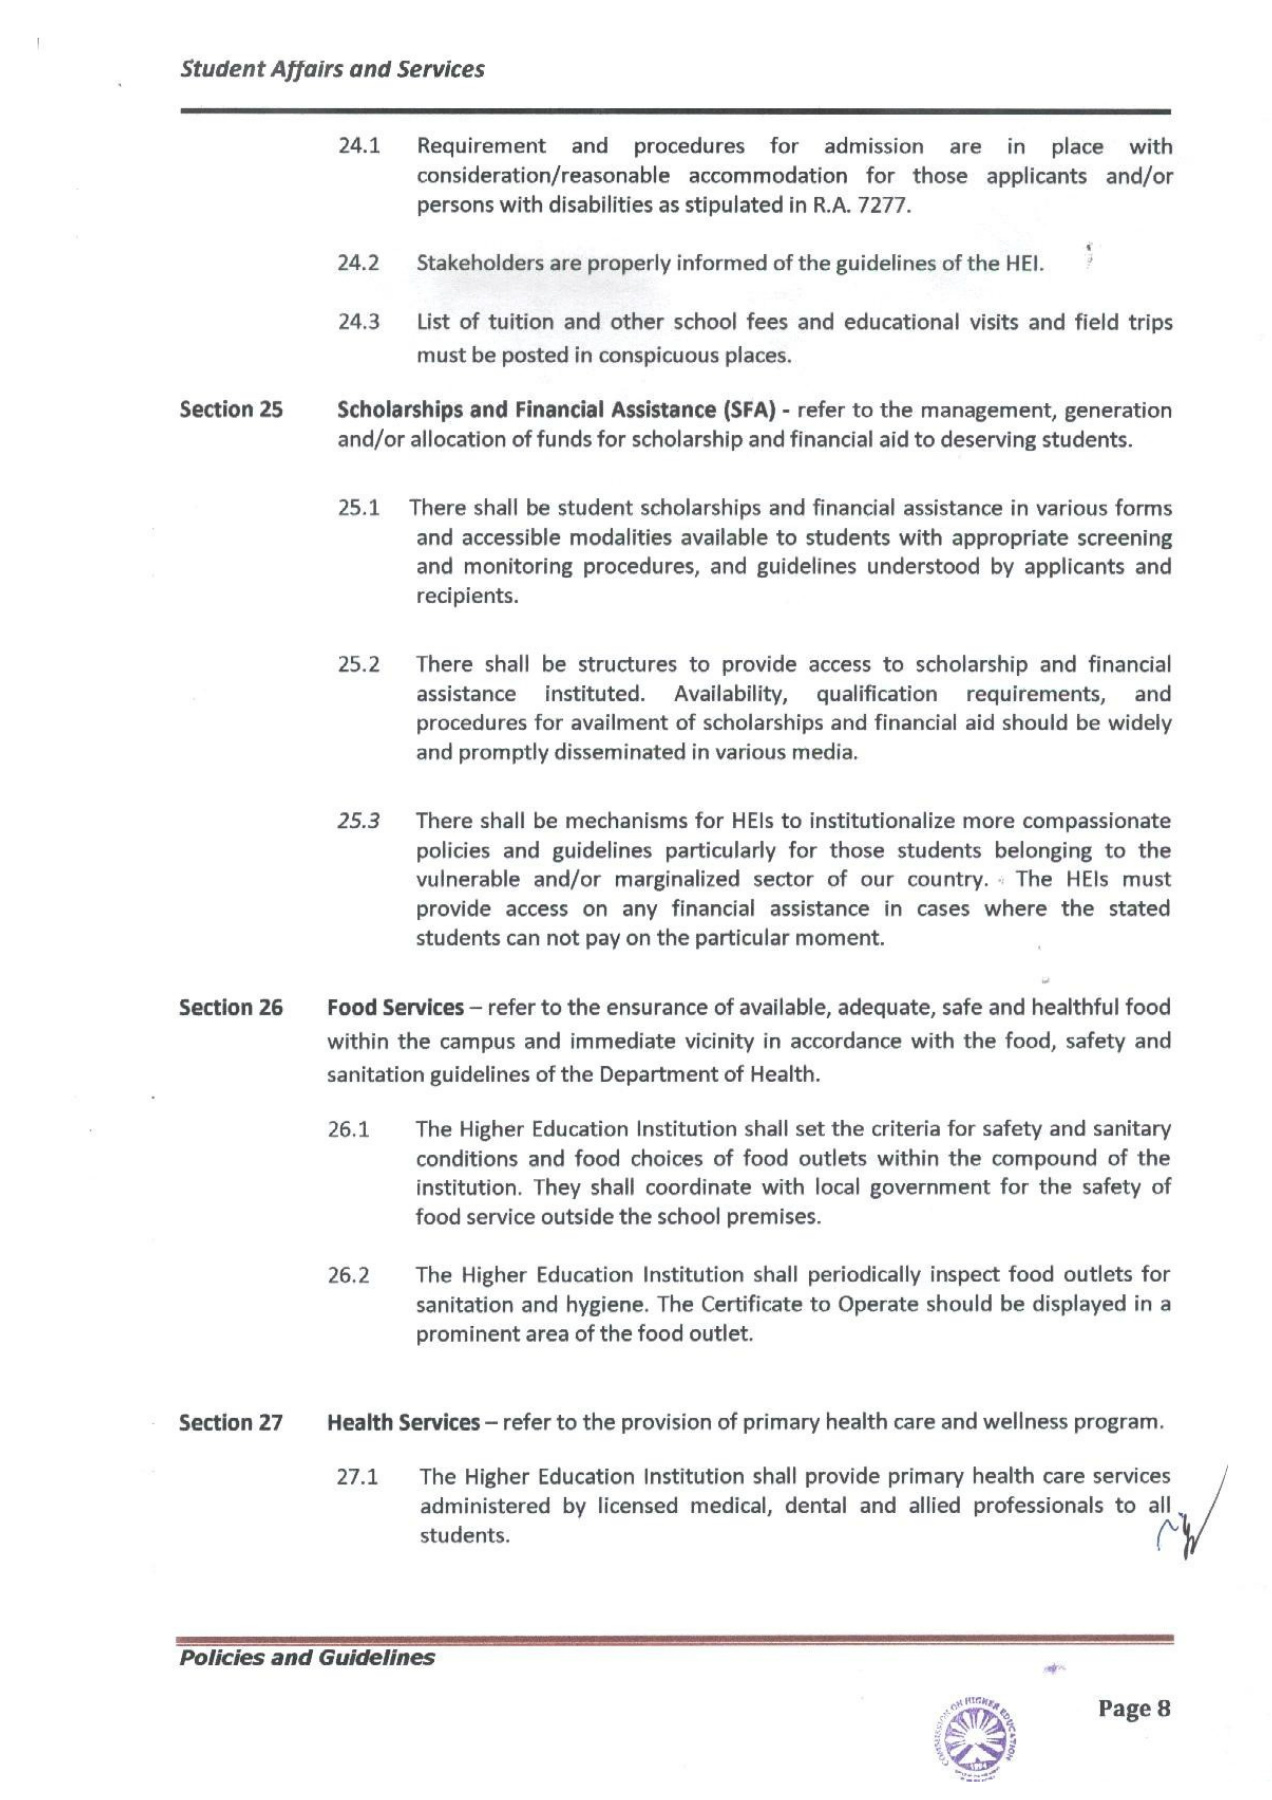 Student Affairs and Services
24.1 Requirement and procedures for admission are in place with
consideration/reasonable accommodation for those applicants and/or
persons with disabilities as stipulated in R.A. 7277.
24.2 Stakeholders are properly informed of the guidelines of the HEI.
24.3 List of tuition and other school fees and educational visits and field trips
must be posted in conspicuous places.
Section 25 Scholarships and Financial Assistance (SFA) - refer to the management, generation
and/or allocation of funds for scholarship and financial aid to deserving students.
25.1 There shall be student scholarships and financial assistance in various forms
and accessible modalities available to students with appropriate screening
and monitoring procedures, and guidelines understood by applicants and
recipients.
25.2 There shall be structures to provide access to scholarship and financial
assistance instituted. Availability, qualification requirements, and
procedures for availment of scholarships and financial aid should be widely
and promptly disseminated in various media.
25.3 There shall be mechanisms for HEIs to institutionalize more compassionate
policies and guidelines particularly for those students belonging to the
vulnerable and/or marginalized sector of our country. The HEIs must
provide access on any financial assistance in cases where the stated
students can not pay on the particular moment.
Section 26 Food Services – refer to the ensurance of available, adequate, safe and healthful food
within the campus and immediate vicinity in accordance with the food, safety and
sanitation guidelines of the Department of Health.
26.1 The Higher Education Institution shall set the criteria for safety and sanitary
conditions and food choices of food outlets within the compound of the
institution. They shall coordinate with local government for the safety of
food service outside the school premises.
26.2 The Higher Education Institution shall periodically inspect food outlets for
sanitation and hygiene. The Certificate to Operate should be displayed in a
prominent area of the food outlet.
Section 27 Health Services – refer to the provision of primary health care and wellness program.
27.1 The Higher Education Institution shall provide primary health care services
administered by licensed medical, dental and allied professionals to all
students.
Policies and Guidelines
Page 8
COMMISSION ON HIGHER EDUCATION